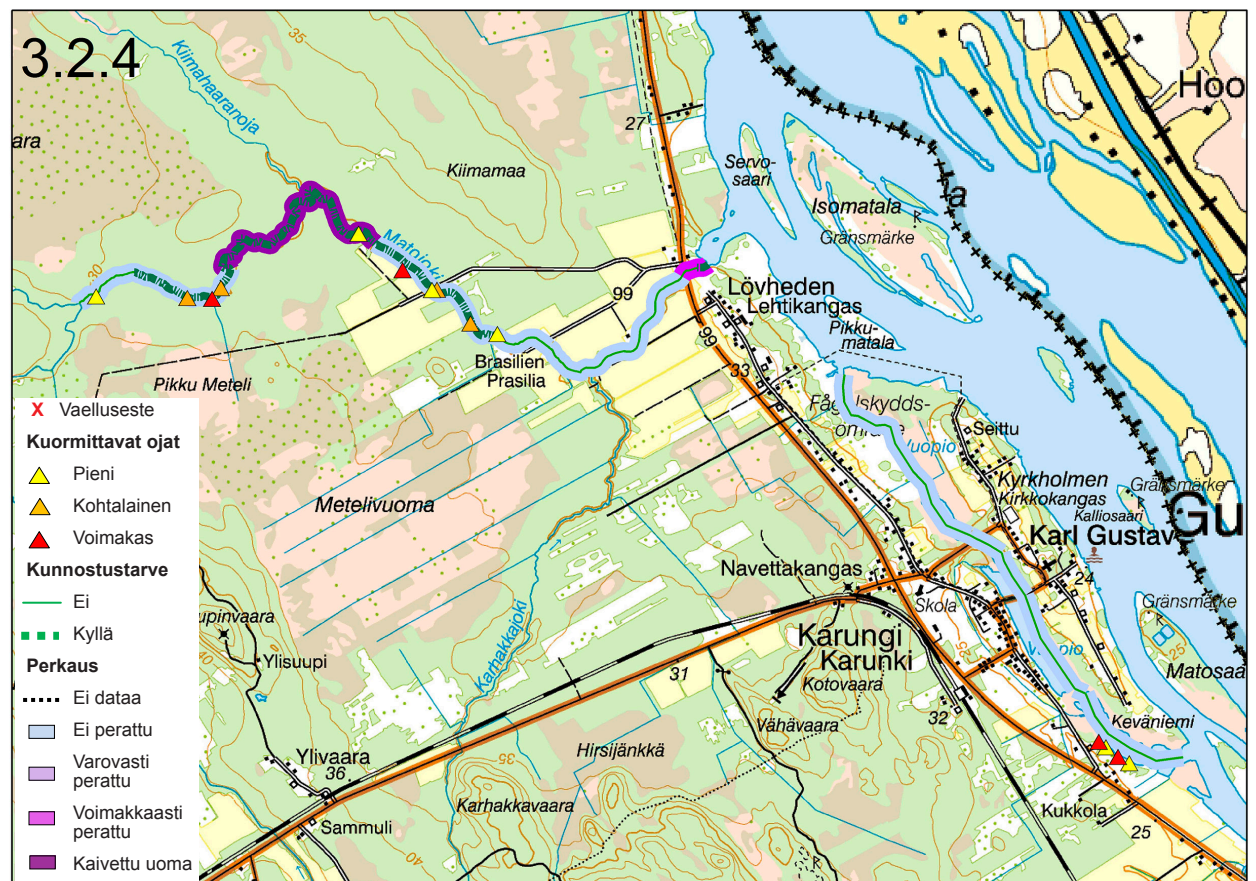 3.2.4
35
Kiimahaaranoja
Hoo
27
ara
Kiimamaa
Servo-
saari
Isomatala
Gränsmärke
a
30
99
Lövheden
Lehtikangas
Pikku-
matala
99
33
Brasilien
Prasilia
Pikku Meteli
Seittu
Kyrkholmen
Kirkkokangas
Gränsmärke
Kalliosaari
Gu
Karl Gustav
Metelivuoma
Navettakangas
24
Skola
Gränsmärke
25
Karhakkajoki
upinvaara
Ylisuupi
Karungi
Karunki
Kotovaara
25
31
Matosaa
32
Vähävaara
Keväniemi
Hirsijänkkä
Ylivaara
36
35
Karhakkavaara
Kukkola
Sammuli
25
40
X Vaelluseste
Kuormittavat ojat
Pieni
Kohtalainen
Voimakas
Kunnostustarve
Ei
Kyllä
Perkaus
Ei dataa
Ei perattu
Varovasti
perattu
Voimakkaasti
perattu
Kaivettu uoma